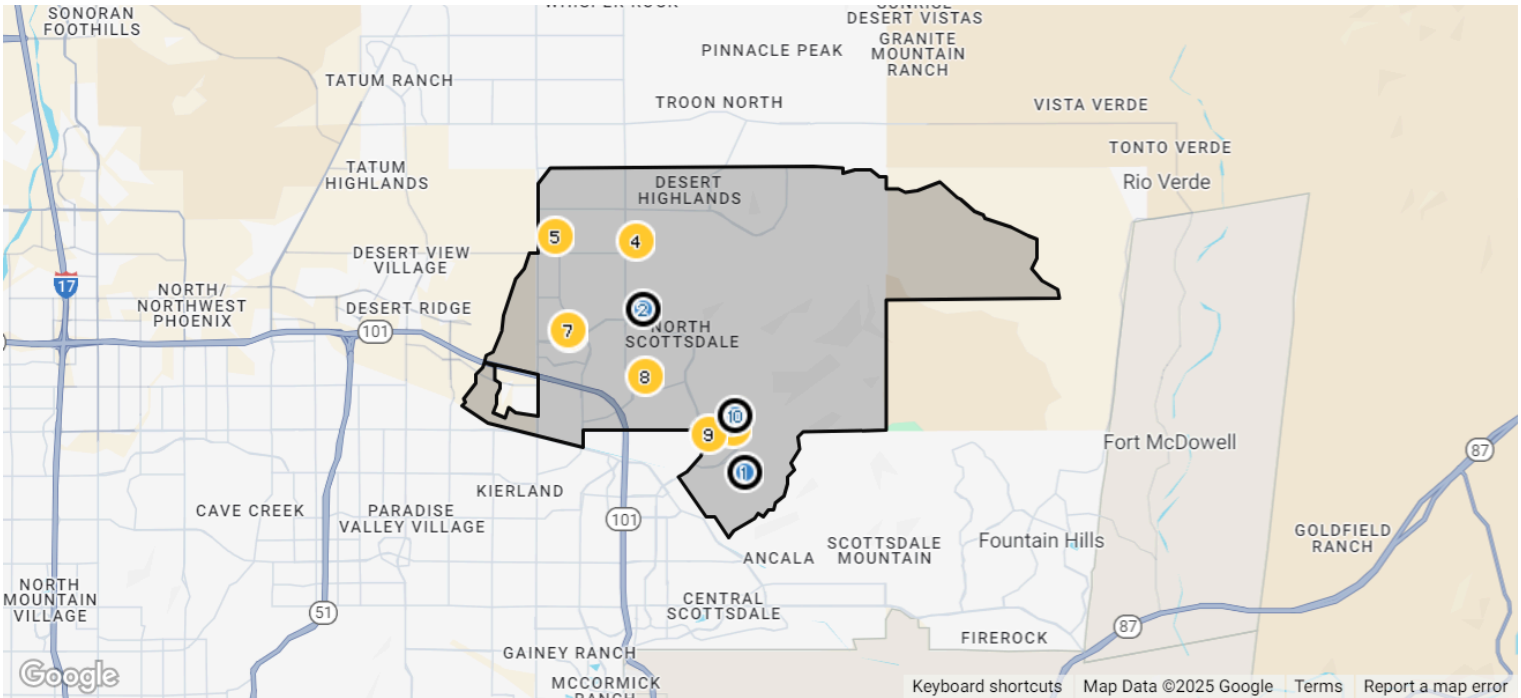 SONORAN
FOOTHILLS
DESERT VISTAS
GRANITE
MOUNTAIN
RANCH
PINNACLE PEAK
TATUM RANCH
TROON NORTH
VISTA VERDE
TONTO VERDE
Rio Verde
TATUM
HIGHLANDS
DESERT
HIGHLANDS
5
4
DESERT VIEW
VILLAGE
17
NORTH/
NORTHWEST
PHOENIX
DESERT RIDGE
101
2
7
NORTH
SCOTTSDALE
8
10
9
1
Fort McDowell
87
KIERLAND
CAVE CREEK
PARADISE
VALLEY VILLAGE
101
ANCALA
SCOTTSDALE
MOUNTAIN
Fountain Hills
GOLDFIELD
RANCH
NORTH
MOUNTAIN
VILLAGE
51
CENTRAL
SCOTTSDALE
87
FIREROCK
GAINEY RANCH
MCCORMICK
RANCH
Google
Keyboard shortcuts
Map Data ©2025 Google
Terms
Report a map error